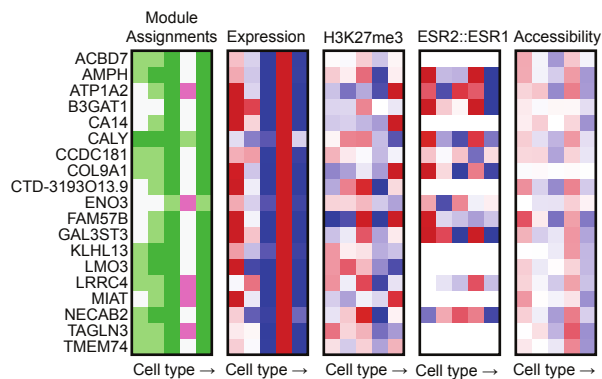 Module
Assignments Expression H3K27me3 ESR2::ESR1 Accessibility
ACBD7
AMPH
ATP1A2
B3GAT1
CA14
CALY
CCDC181
COL9A1
CTD-3193O13.9
ENO3
FAM57B
GAL3ST3
KLHL13
LMO3
LRRC4
MIAT
NECAB2
TAGLN3
TMEM74
Cell type → Cell type → Cell type → Cell type → Cell type →